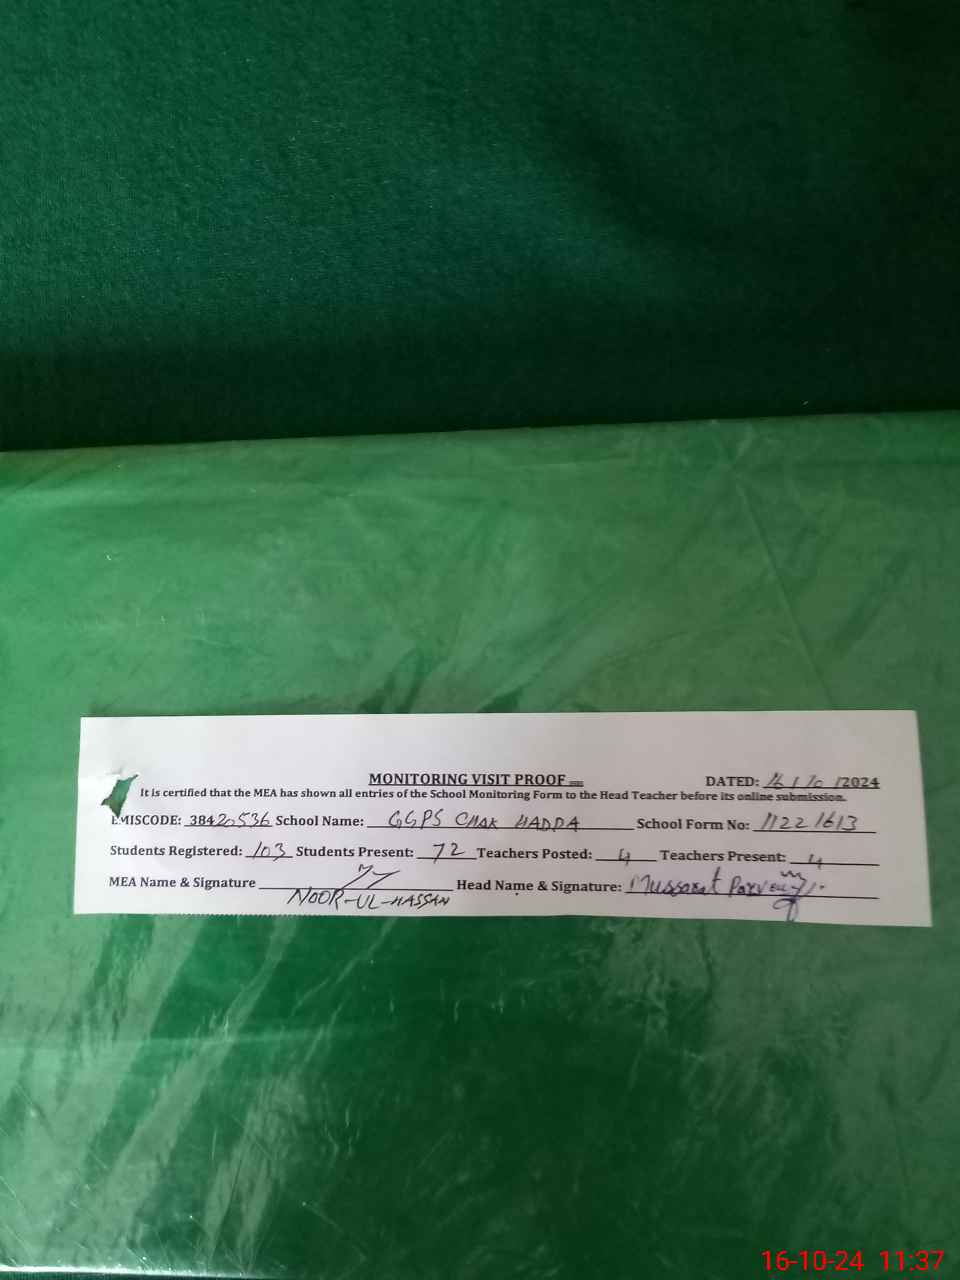 MONITORING VISIT PROOF DATED: 16/10/2024
It is certified that the MEA has shown all entries of the School Monitoring Form to the Head Teacher before its online submission.
EMISCODE: 38420536 School Name: GGPS CHAK HADDA School Form No: 11221613
Students Registered: 103 Students Present: 72 Teachers Posted: 4 Teachers Present: 4
MEA Name & Signature Head Name & Signature: Mussarat Parveen
NOOR-UL-HASSAN
16-10-24 11:37